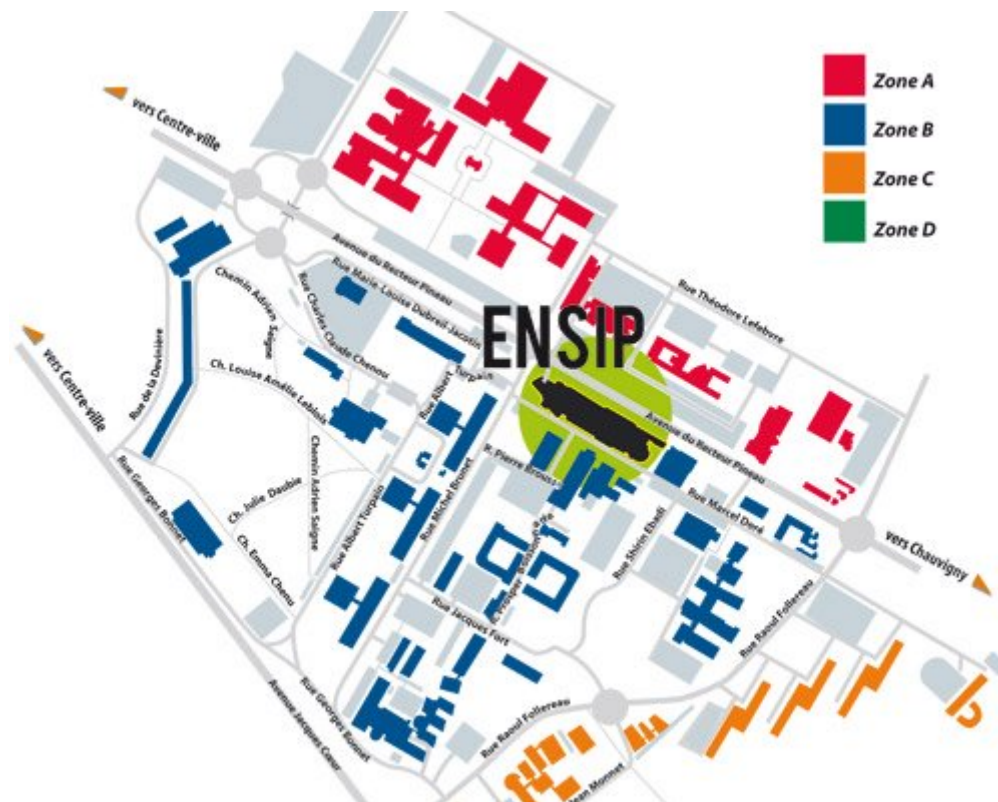 Zone A
Zone B
Zone C
Zone D
vers Centre-ville
Avenue du Recteur Pineau
Rue Marie-Louise Dubreil-Jacotin
Rue Théodore Lefebvre
Chemin Adrien Saigne
Rue Charles Claude Chenou
ENSIP
vers Centre-ville
Rue de la Devinière
Ch. Louise Amélie Leblois
Rue Albert Turpain
Avenue du Recteur Pineau
R. Pierre Brousse
Rue Marcel Doré
Rue Georges Bonnet
Ch. Julie Daubie
Chemin Adrien Saigne
Rue Michel Brunet
Rue Albert Turpain
Rue Shirin Ebadi
vers Chauvigny
Ch. Emma Chenu
Rue Jacques Fort
Rue Raoul Follereau
Rue Georges Bonnet
Avenue Jacques Cœur
Rue Raoul Follereau
Jean Monnet